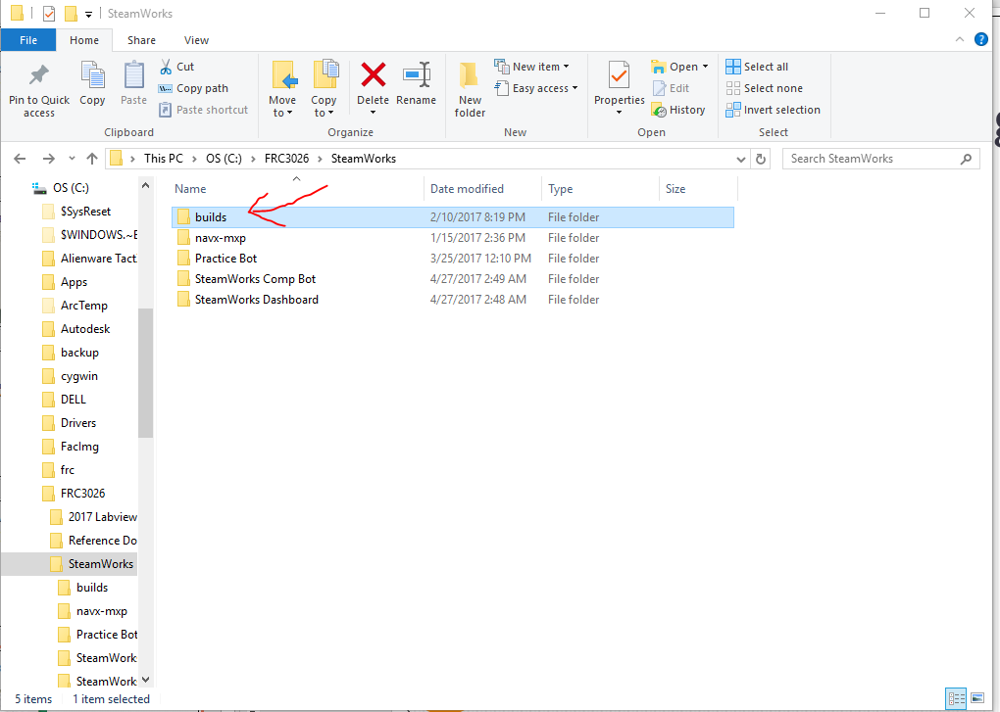 SteamWorks
File Home Share View
Pin to Quick access
Copy
Paste
Cut
Copy path
Paste shortcut
Clipboard
Move to
Copy to
Delete
Rename
Organize
New folder
New item
Easy access
New
Properties
Open
Edit
History
Open
Select all
Select none
Invert selection
Select
This PC > OS (C:) > FRC3026 > SteamWorks
Search SteamWorks
OS (C:)
$SysReset
$WINDOWS.~E
Alienware Tact
Apps
ArcTemp
Autodesk
backup
cygwin
DELL
Drivers
FacImg
frc
FRC3026
2017 Labview
Reference Do
SteamWorks
builds
navx-mxp
Practice Bot
SteamWork
SteamWork
Name Date modified Type Size
builds 2/10/2017 8:19 PM File folder
navx-mxp 1/15/2017 2:36 PM File folder
Practice Bot 3/25/2017 12:10 PM File folder
SteamWorks Comp Bot 4/27/2017 2:49 AM File folder
SteamWorks Dashboard 4/27/2017 2:48 AM File folder
5 items 1 item selected